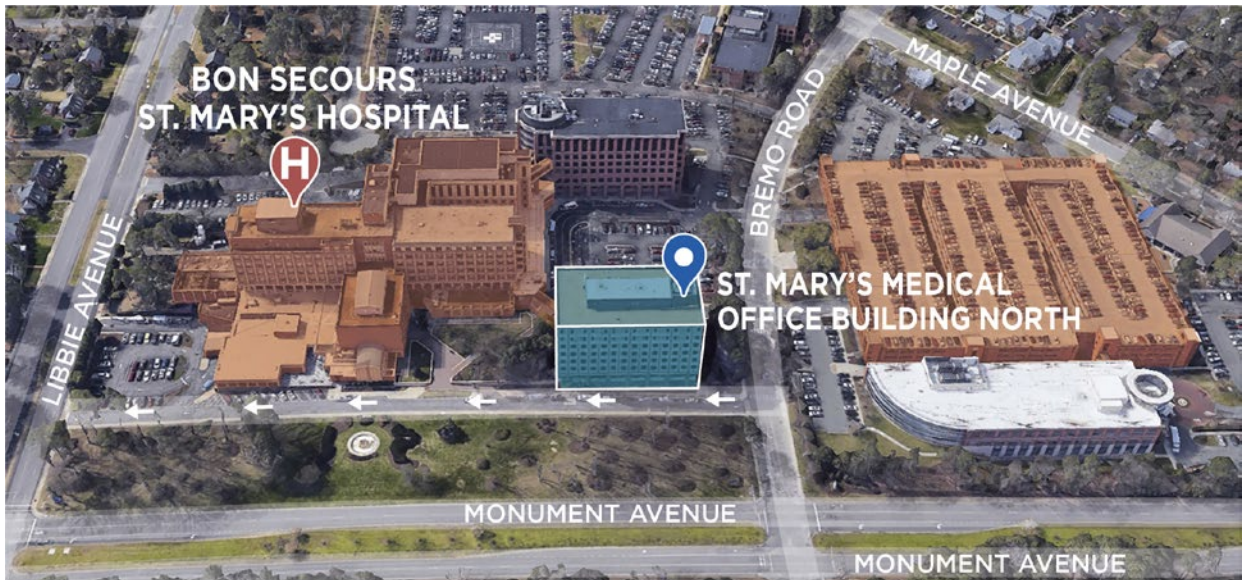 BON SECOURS
ST. MARY'S HOSPITAL
H
MAPLE AVENUE
BREMO ROAD
LIBBIE AVENUE
ST. MARY'S MEDICAL
OFFICE BUILDING NORTH
MONUMENT AVENUE
MONUMENT AVENUE